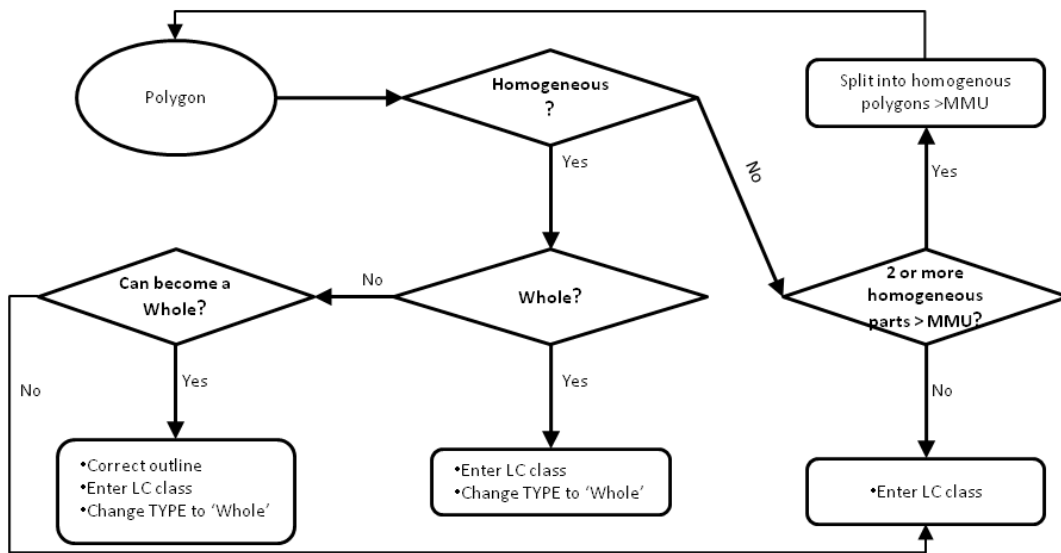 Polygon
Homogeneous
?
Split into homogenous
polygons >MMU
Yes
No
Yes
Can become a
Whole?
No
Whole?
2 or more
homogeneous
parts > MMU?
No
Yes
Yes
No
•Correct outline
•Enter LC class
•Change TYPE to ‘Whole’
•Enter LC class
•Change TYPE to ‘Whole’
•Enter LC class